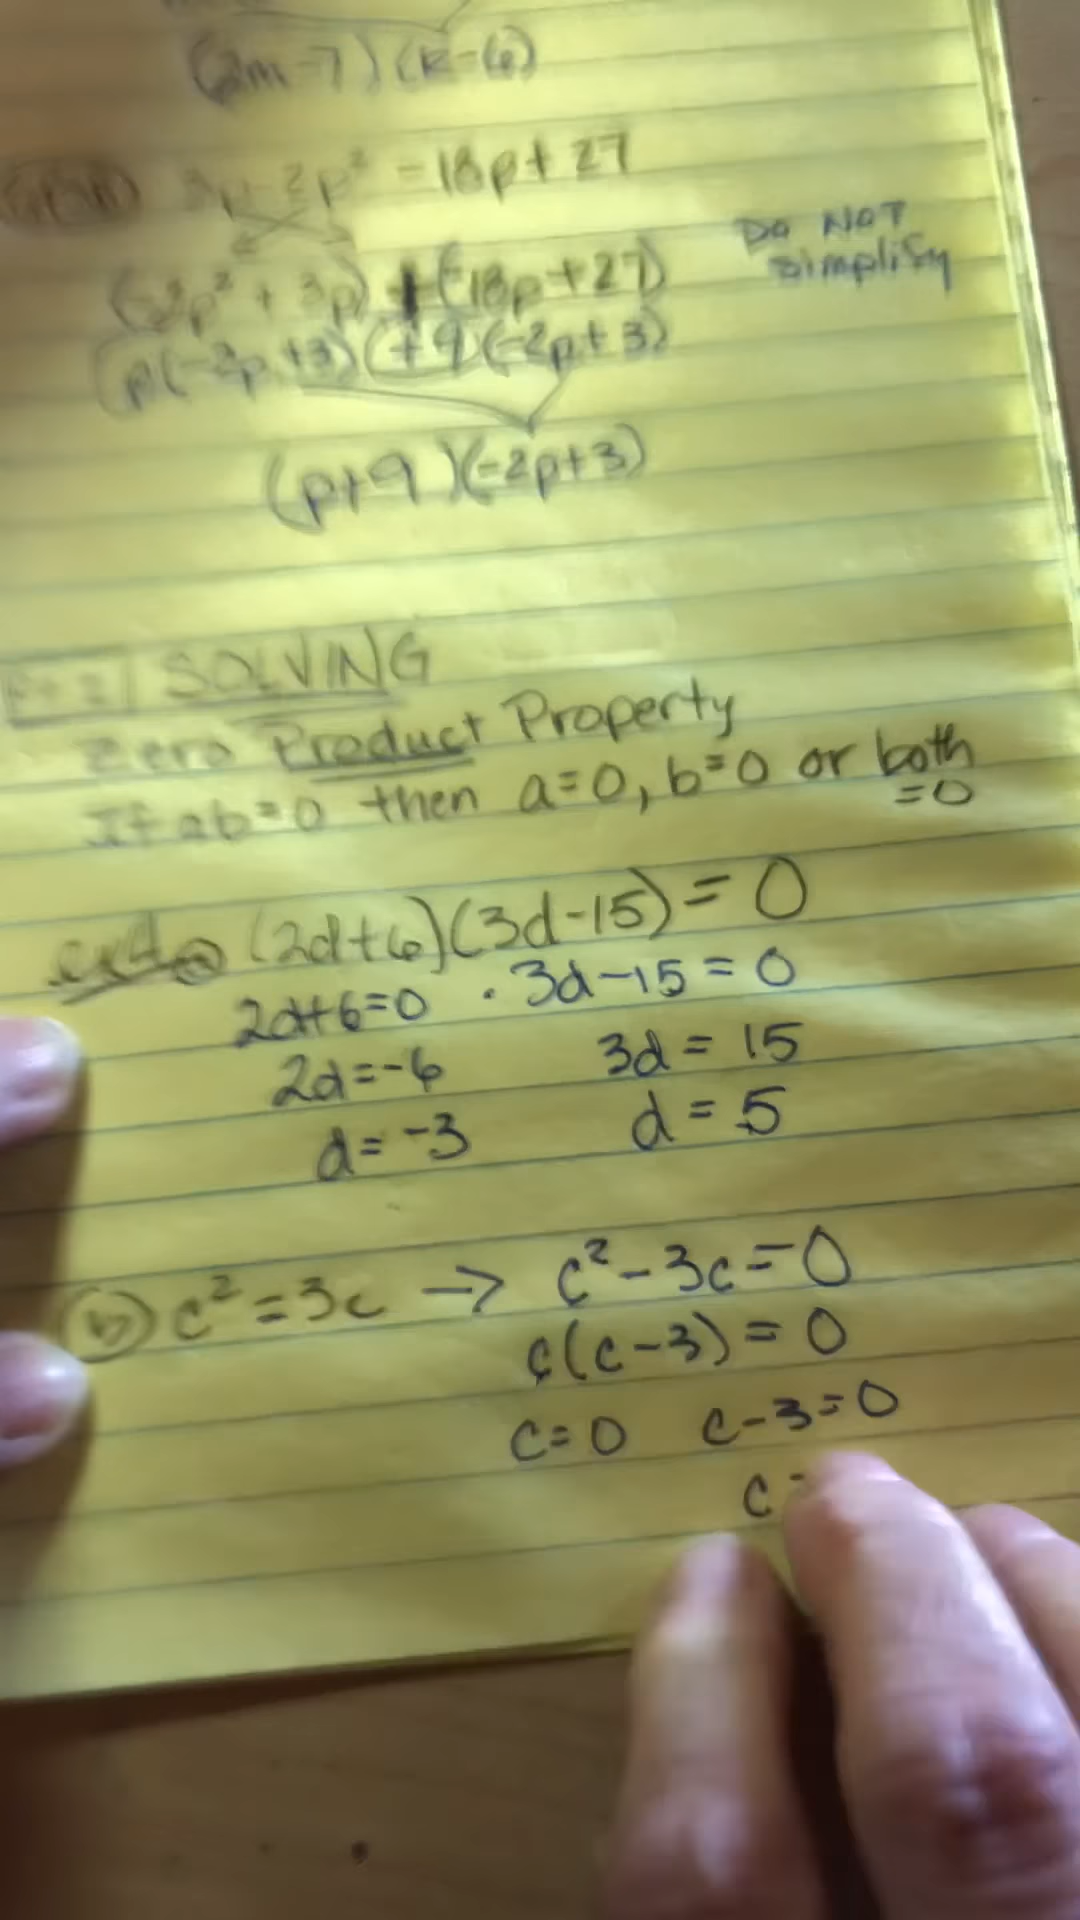 (2m-7)(k-6)
3p-2p² -18p+27
Do NOT
simplify
(-2p² + 3p) + (-18p+27)
p(-2p+3)(+9(-2p+3)
(p+9)(-2p+3)
SOLVING
Zero Product Property
If ab=0 then a=0, b=0 or both
=0
(2d+6)(3d-15)=0
2d+6=0 · 3d-15=0
2d=-6 3d=15
d=-3 d=5
b) c²=3c → c²-3c=0
c(c-3)=0
c=0 c-3=0
c=